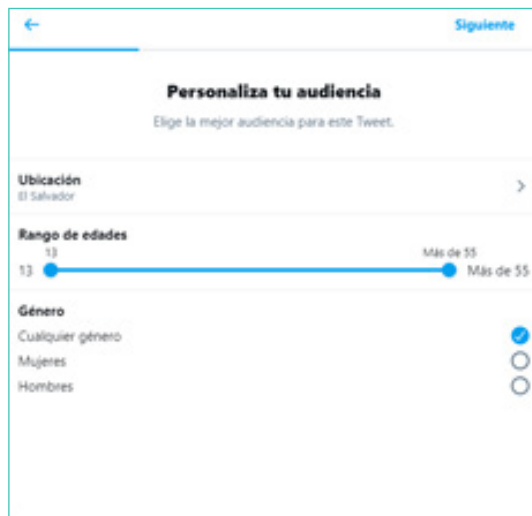 Siguiente
Personaliza tu audiencia
Elige la mejor audiencia para este Tweet.
Ubicación
El Salvador
Rango de edades
13 Más de 55
13 Más de 55
Género
Cualquier género
Mujeres
Hombres